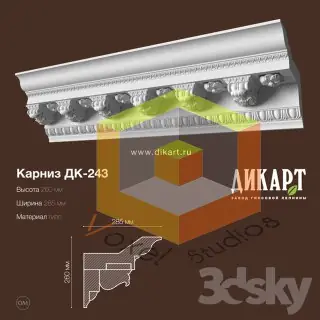 www.dikart.ru
Карниз ДК-243
Высота 260 мм
Ширина 285 мм
Материал гипс
ДИКАРТ
ЗАВОД ГИПСОВОЙ ЛЕПНИНЫ
285 мм
260 мм
Studios
3dsky